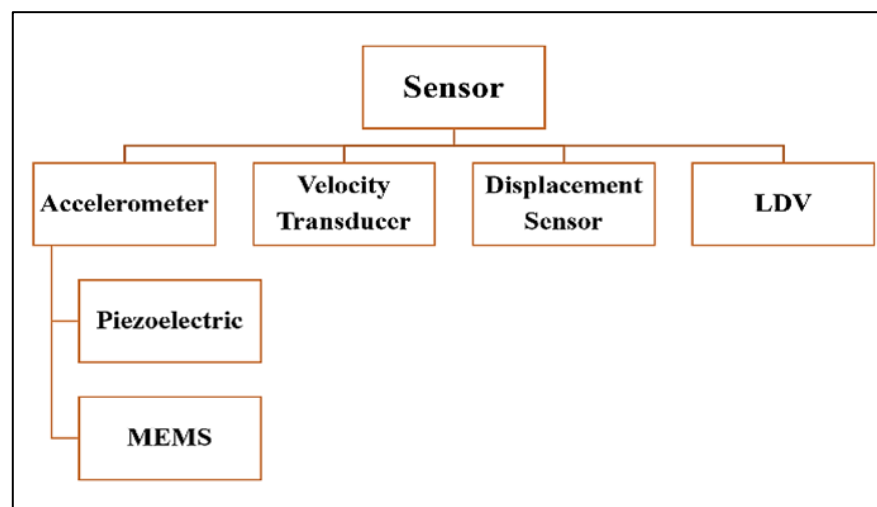 Sensor
Accelerometer
Velocity
Transducer
Displacement
Sensor
LDV
Piezoelectric
MEMS